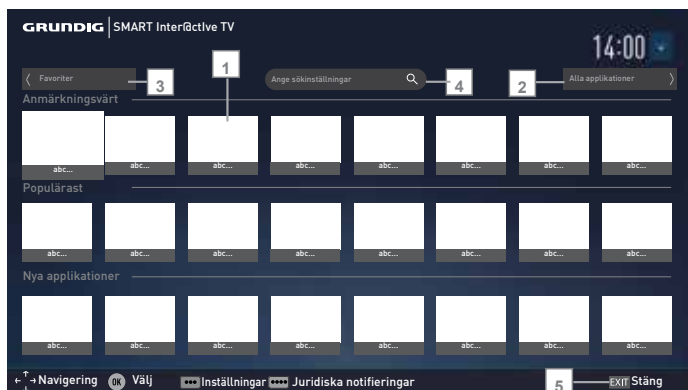 GRUNDIG SMART Inter@ctIve TV
14:00
Favoriter
3
1
Ange sökinställningar
4
2
Alla applikationer
Anmärkningsvärt
abc... abc... abc... abc... abc... abc... abc... abc...
Populärast
abc... abc... abc... abc... abc... abc... abc... abc...
Nya applikationer
abc... abc... abc... abc... abc... abc... abc... abc...
Navigering OK Välj Inställningar Juridiska notifieringar 5 EXIT Stäng